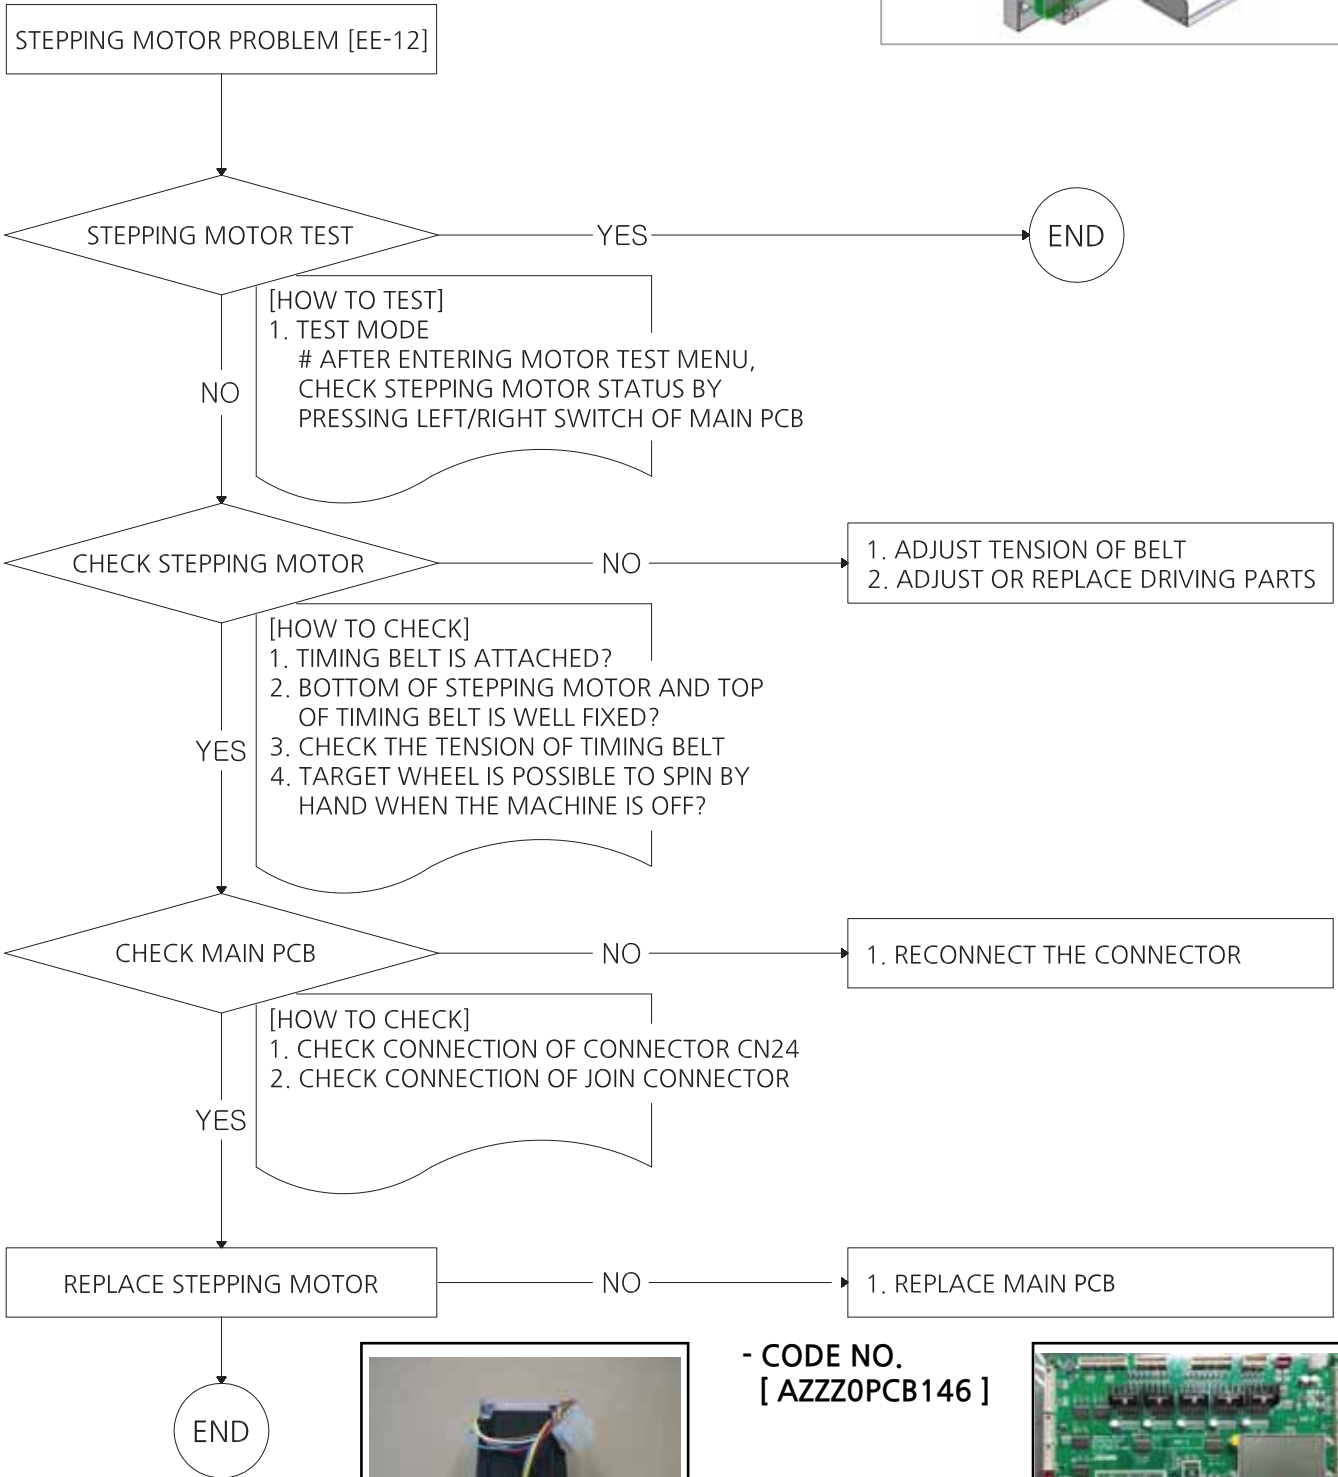 STEPPING MOTOR PROBLEM [EE-12]
STEPPING MOTOR TEST
YES
END
[HOW TO TEST]
1. TEST MODE
# AFTER ENTERING MOTOR TEST MENU,
CHECK STEPPING MOTOR STATUS BY
PRESSING LEFT/RIGHT SWITCH OF MAIN PCB
NO
CHECK STEPPING MOTOR
NO
1. ADJUST TENSION OF BELT
2. ADJUST OR REPLACE DRIVING PARTS
[HOW TO CHECK]
1. TIMING BELT IS ATTACHED?
2. BOTTOM OF STEPPING MOTOR AND TOP
OF TIMING BELT IS WELL FIXED?
3. CHECK THE TENSION OF TIMING BELT
4. TARGET WHEEL IS POSSIBLE TO SPIN BY
HAND WHEN THE MACHINE IS OFF?
YES
CHECK MAIN PCB
NO
1. RECONNECT THE CONNECTOR
[HOW TO CHECK]
1. CHECK CONNECTION OF CONNECTOR CN24
2. CHECK CONNECTION OF JOIN CONNECTOR
YES
REPLACE STEPPING MOTOR
NO
1. REPLACE MAIN PCB
END
- CODE NO.
[ AZZZ0PCB146 ]